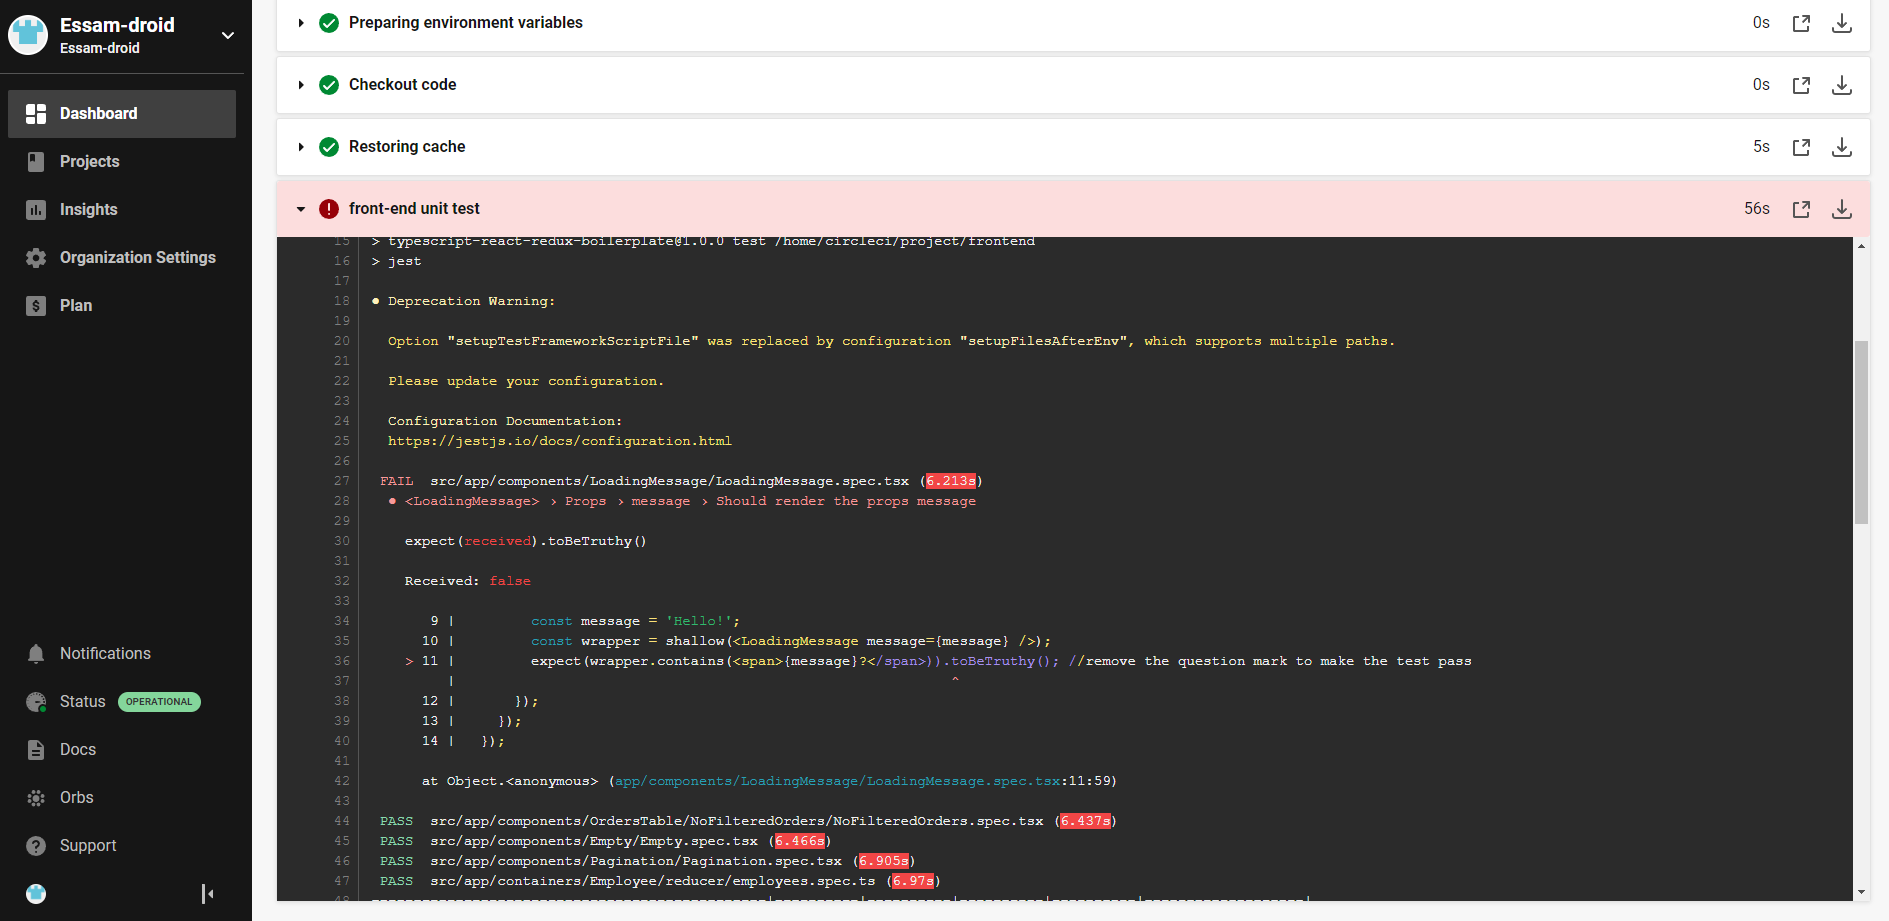 Essam-droid
Essam-droid
Dashboard
Projects
Insights
Organization Settings
Plan
Notifications
Status OPERATIONAL
Docs
Orbs
Support
Preparing environment variables 0s
Checkout code 0s
Restoring cache 5s
front-end unit test 56s
15 > typescript-react-redux-boilerplate@1.0.0 test /home/circleci/project/frontend
16 > jest
17
18 ● Deprecation Warning:
19
20 Option "setupTestFrameworkScriptFile" was replaced by configuration "setupFilesAfterEnv", which supports multiple paths.
21
22 Please update your configuration.
23
24 Configuration Documentation:
25 https://jestjs.io/docs/configuration.html
26
27 FAIL src/app/components/LoadingMessage/LoadingMessage.spec.tsx (6.213s)
28 ● <LoadingMessage> › Props › message › Should render the props message
29
30 expect(received).toBeTruthy()
31
32 Received: false
33
34 9 | const message = 'Hello!';
35 10 | const wrapper = shallow(<LoadingMessage message={message} />);
36 > 11 | expect(wrapper.contains(<span>{message}?</span>)).toBeTruthy(); //remove the question mark to make the test pass
37 | ^
38 12 | });
39 13 | });
40 14 | });
41
42 at Object.<anonymous> (app/components/LoadingMessage/LoadingMessage.spec.tsx:11:59)
43
44 PASS src/app/components/OrdersTable/NoFilteredOrders/NoFilteredOrders.spec.tsx (6.437s)
45 PASS src/app/components/Empty/Empty.spec.tsx (6.466s)
46 PASS src/app/components/Pagination/Pagination.spec.tsx (6.905s)
47 PASS src/app/containers/Employee/reducer/employees.spec.ts (6.97s)